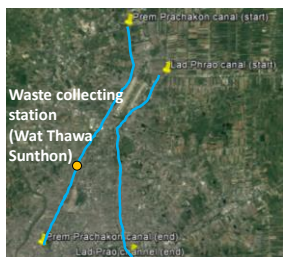 Prem Prachakon canal (start)
Lad Phrao canal (start)
Waste collecting
station
(Wat Thawa
Sunthon)
Prem Prachakon canal (end)
Lad Prao channel (end)